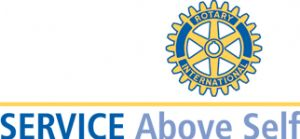 ROTARY
INTERNATIONAL
SERVICE Above Self